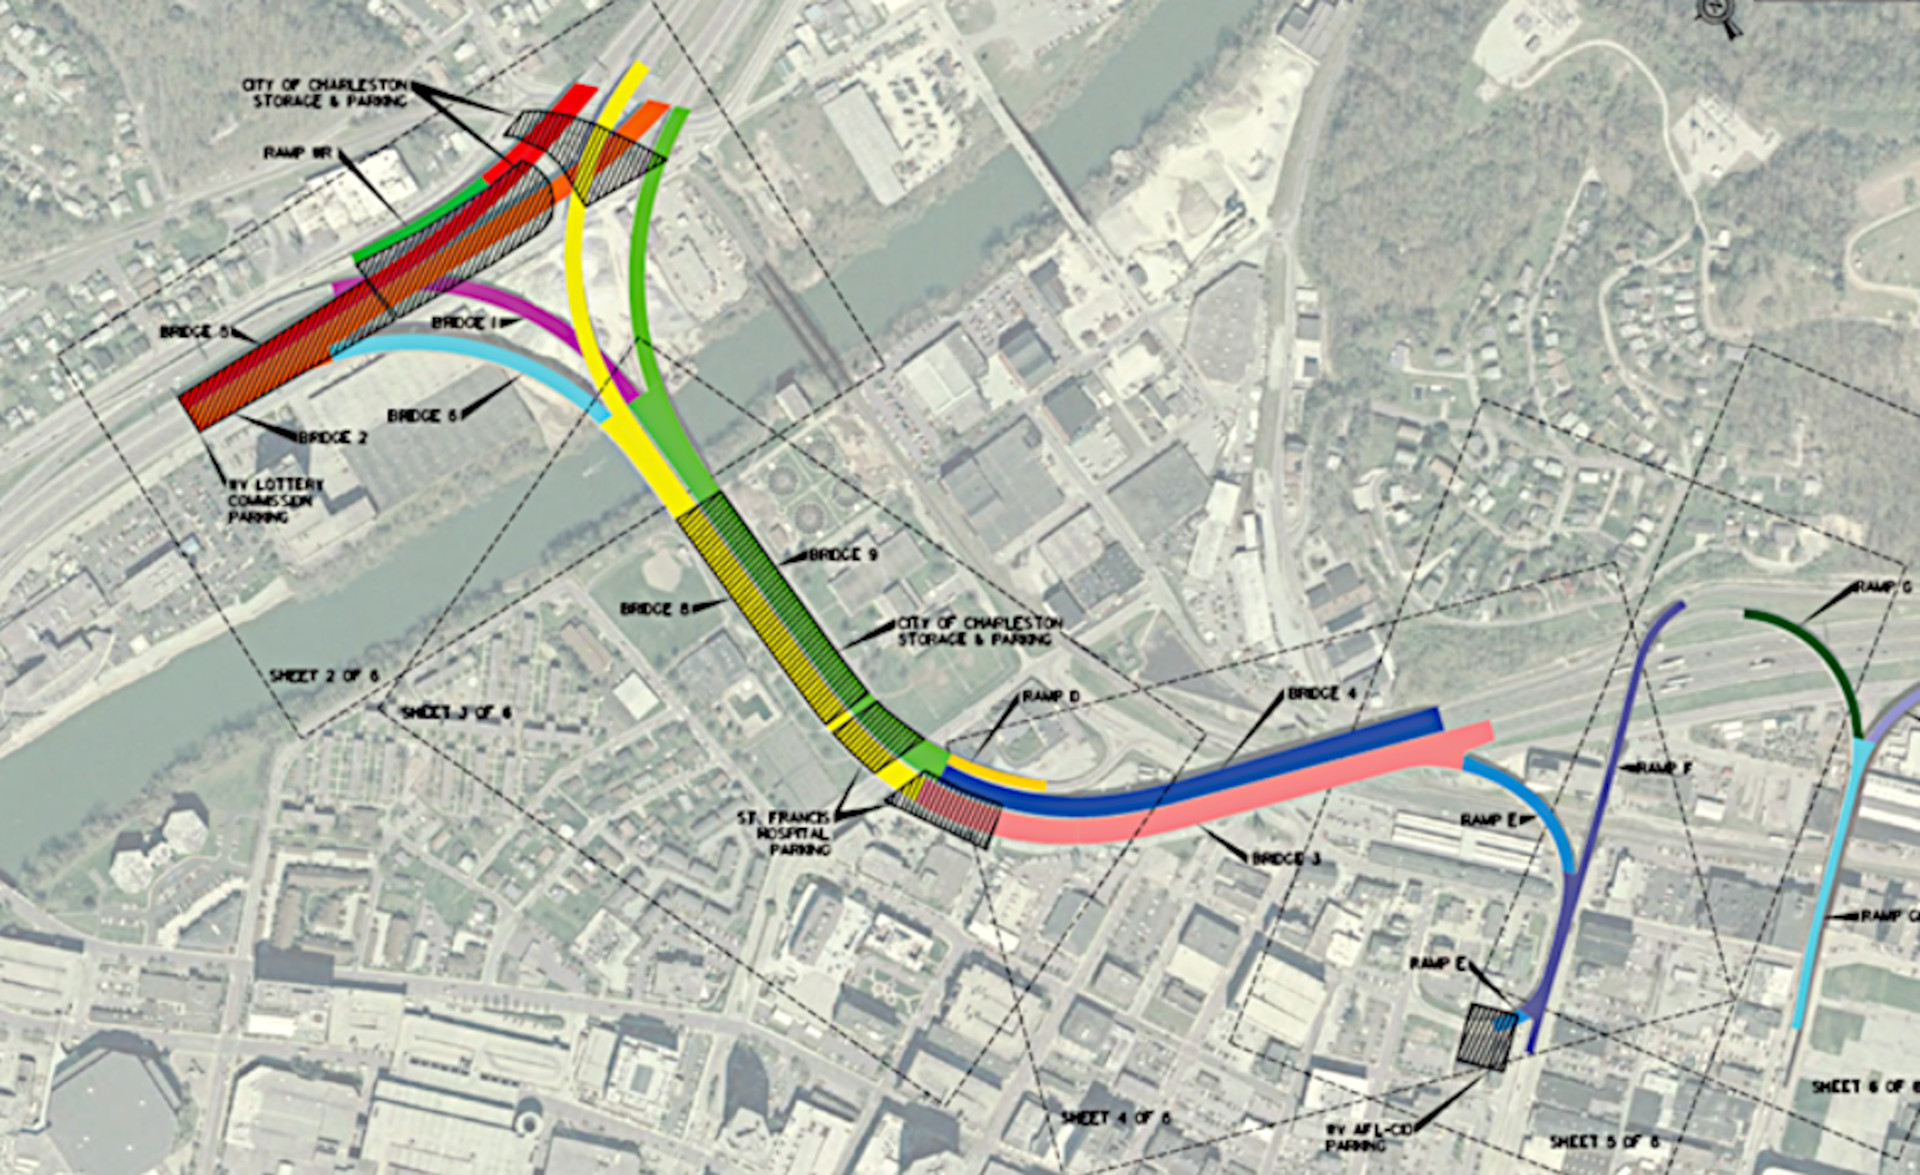 CITY OF CHARLESTON
STORAGE & PARKING
RAMP WR
BRIDGE 5
BRIDGE 1
BRIDGE 6
BRIDGE 2
WV LOTTERY
COMMISSION
PARKING
BRIDGE 9
BRIDGE 8
CITY OF CHARLESTON
STORAGE & PARKING
SHEET 2 OF 6
SHEET 3 OF 6
RAMP D
BRIDGE 4
RAMP G
RAMP F
ST. FRANCIS
HOSPITAL
PARKING
RAMP E
BRIDGE 3
RAMP
RAMP E
SHEET 6 OF 6
SHEET 4 OF 6
WV AFL-CIO
PARKING
SHEET 5 OF 6